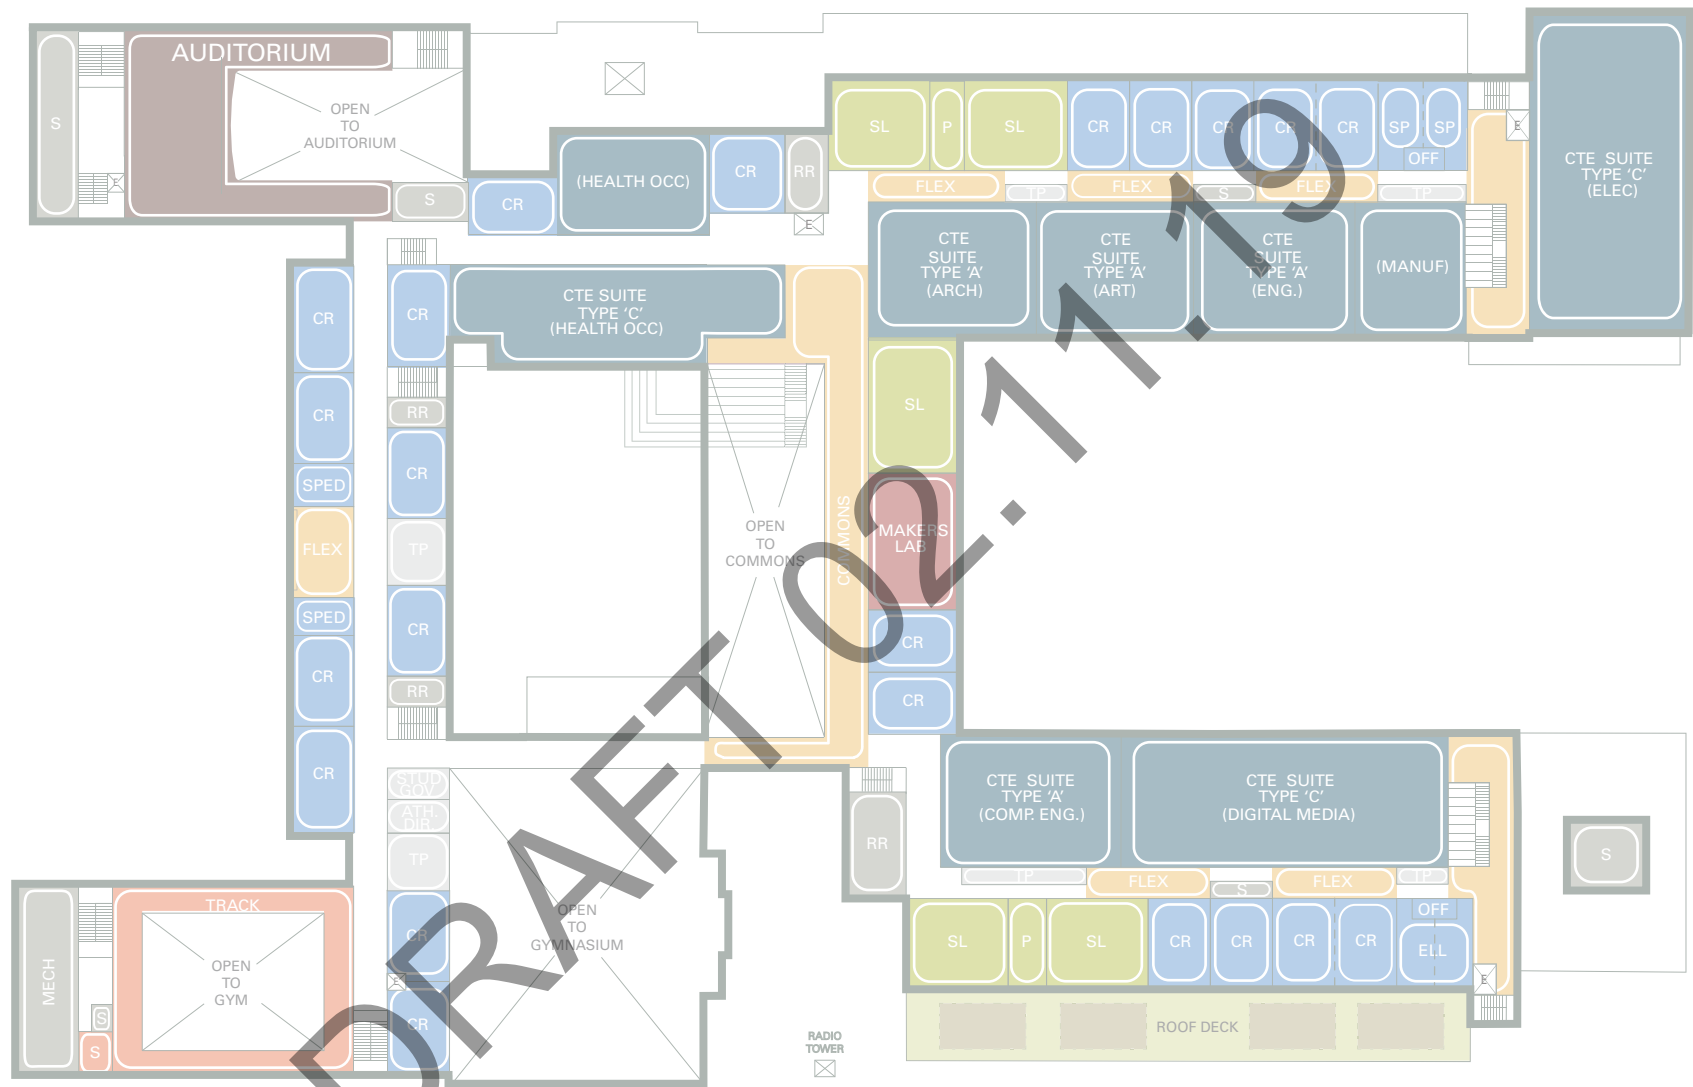 AUDITORIUM
S
OPEN
TO
AUDITORIUM
E
S
CR
(HEALTH OCC)
CR
RR
E
SL
P
SL
CR
CR
CR
CR
CR
SP
SP
OFF
E
FLEX
TP
FLEX
S
FLEX
TP
CTE SUITE
TYPE 'C'
(ELEC)
CTE
SUITE
TYPE 'A'
(ARCH)
CTE
SUITE
TYPE 'A'
(ART)
CTE
SUITE
TYPE 'A'
(ENG.)
(MANUF)
CR
CR
CTE SUITE
TYPE 'C'
(HEALTH OCC)
CR
RR
SL
CR
SPED
FLEX
TP
OPEN
TO
COMMONS
COMMONS
MAKERS
LAB
SPED
CR
CR
CR
RR
CR
CR
STUD
GOV.
ATH.
DIR.
TP
CTE SUITE
TYPE 'A'
(COMP. ENG.)
CTE SUITE
TYPE 'C'
(DIGITAL MEDIA)
RR
S
TP
FLEX
S
FLEX
TP
TRACK
OPEN
TO
GYM
MECH
S
S
CR
E
CR
OPEN
TO
GYMNASIUM
SL
P
SL
CR
CR
CR
CR
OFF
ELL
E
ROOF DECK
RADIO
TOWER
DRAFT 02.11.19